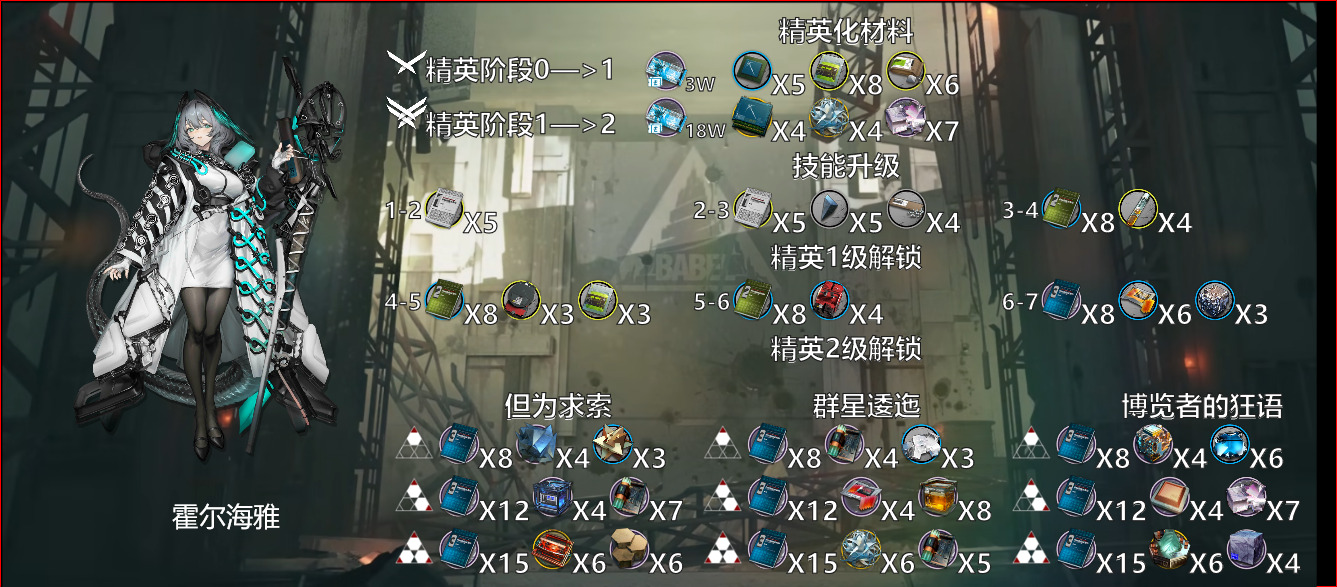 精英化材料
精英阶段0—>1 3W X5 X8 X6
精英阶段1—>2 18W X4 X4 X7
技能升级
1-2 X5 2-3 X5 X5 X4 3-4 X8 X4
精英1级解锁
4-5 X8 X3 X3 5-6 X8 X4 6-7 X8 X6 X3
精英2级解锁
但为求索 群星逶迤 博览者的狂语
X8 X4 X3 X8 X4 X3 X8 X4 X6
X12 X4 X7 X12 X4 X8 X12 X4 X7
X15 X6 X6 X15 X6 X5 X15 X6 X4
霍尔海雅
BABEL